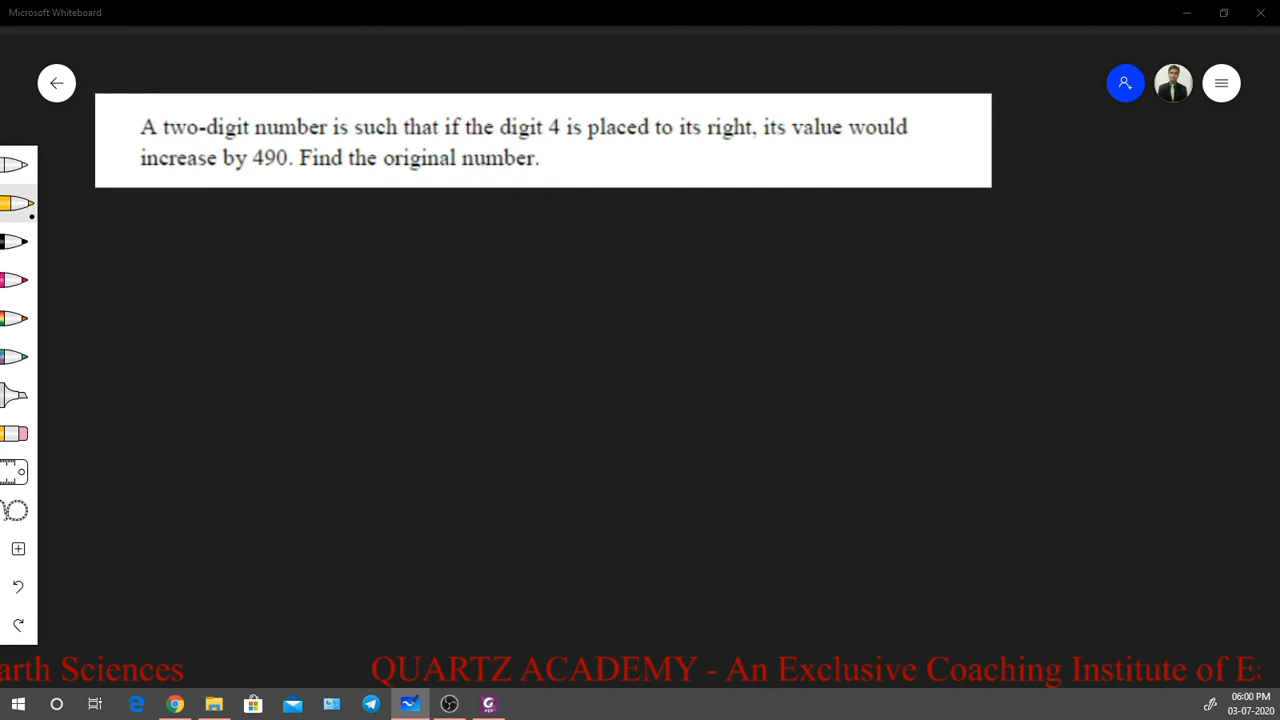 Microsoft Whiteboard
A two-digit number is such that if the digit 4 is placed to its right, its value would
increase by 490. Find the original number.
arth Sciences QUARTZ ACADEMY - An Exclusive Coaching Institute of E
06:00 PM
03-07-2020